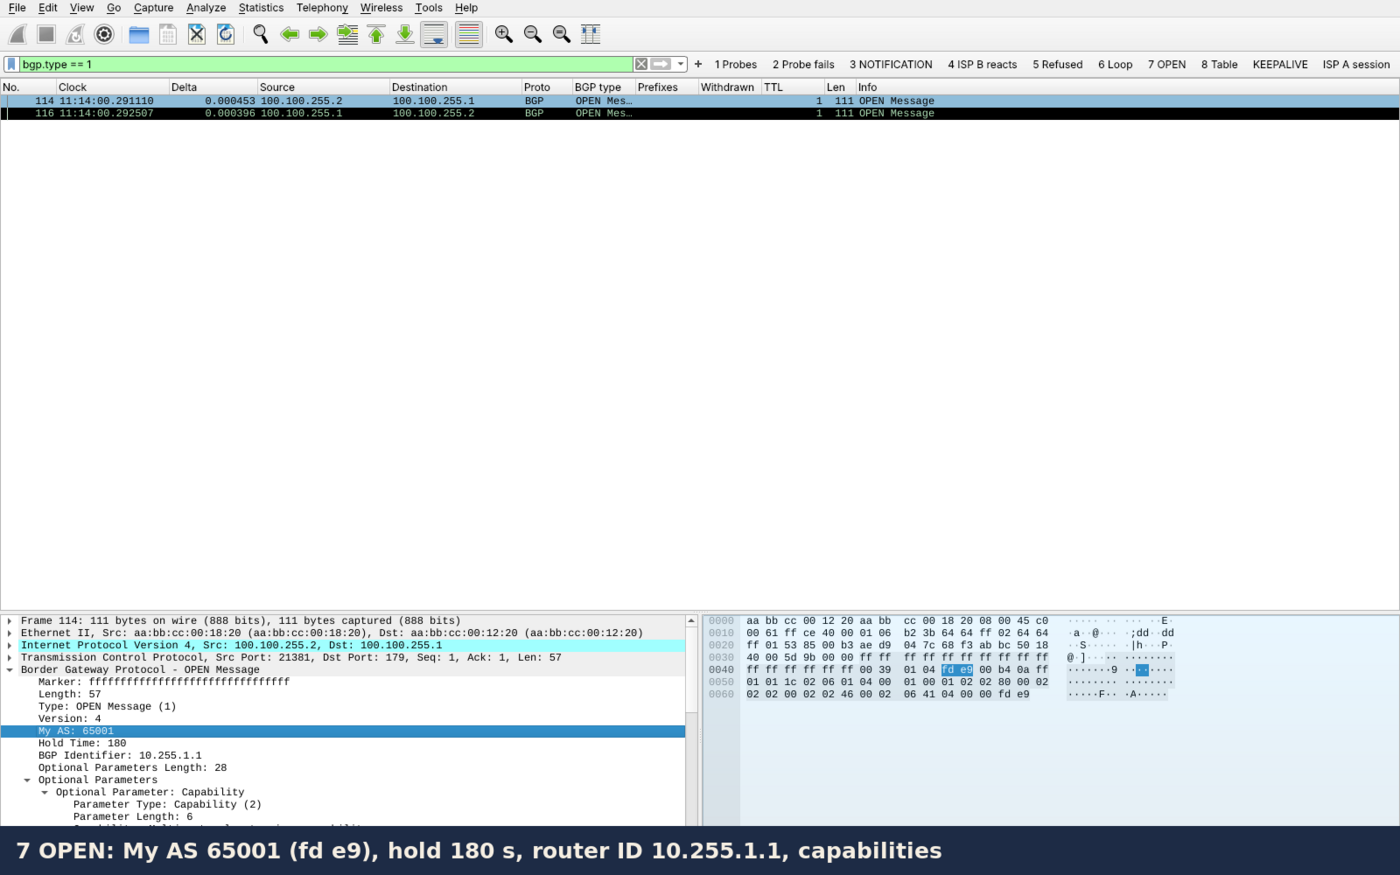 File Edit View Go Capture Analyze Statistics Telephony Wireless Tools Help
bgp.type == 1
+ 1 Probes 2 Probe fails 3 NOTIFICATION 4 ISP B reacts 5 Refused 6 Loop 7 OPEN 8 Table KEEPALIVE ISP A session
No. Clock Delta Source Destination Proto BGP type Prefixes Withdrawn TTL Len Info
114 11:14:00.291110 0.000453 100.100.255.2 100.100.255.1 BGP OPEN Mes… 1 111 OPEN Message
116 11:14:00.292507 0.000396 100.100.255.1 100.100.255.2 BGP OPEN Mes… 1 111 OPEN Message
Frame 114: 111 bytes on wire (888 bits), 111 bytes captured (888 bits)
Ethernet II, Src: aa:bb:cc:00:18:20 (aa:bb:cc:00:18:20), Dst: aa:bb:cc:00:12:20 (aa:bb:cc:00:12:20)
Internet Protocol Version 4, Src: 100.100.255.2, Dst: 100.100.255.1
Transmission Control Protocol, Src Port: 21381, Dst Port: 179, Seq: 1, Ack: 1, Len: 57
Border Gateway Protocol - OPEN Message
Marker: ffffffffffffffffffffffffffffffff
Length: 57
Type: OPEN Message (1)
Version: 4
My AS: 65001
Hold Time: 180
BGP Identifier: 10.255.1.1
Optional Parameters Length: 28
Optional Parameters
Optional Parameter: Capability
Parameter Type: Capability (2)
Parameter Length: 6
0000 aa bb cc 00 12 20 aa bb cc 00 18 20 08 00 45 c0 ····· ·· ··· ··E·
0010 00 61 ff ce 40 00 01 06 b2 3b 64 64 ff 02 64 64 ·a··@··· ·;dd··dd
0020 ff 01 53 85 00 b3 ae d9 04 7c 68 f3 ab bc 50 18 ··S····· ·|h···P·
0030 40 00 5d 9b 00 00 ff ff ff ff ff ff ff ff ff ff @·]····· ········
0040 ff ff ff ff ff ff 00 39 01 04 fd e9 00 b4 0a ff ·······9 ········
0050 01 01 1c 02 06 01 04 00 01 00 01 02 02 80 00 02 ········ ········
0060 02 02 00 02 02 46 00 02 06 41 04 00 00 fd e9 ·····F·· ·A·····
7 OPEN: My AS 65001 (fd e9), hold 180 s, router ID 10.255.1.1, capabilities